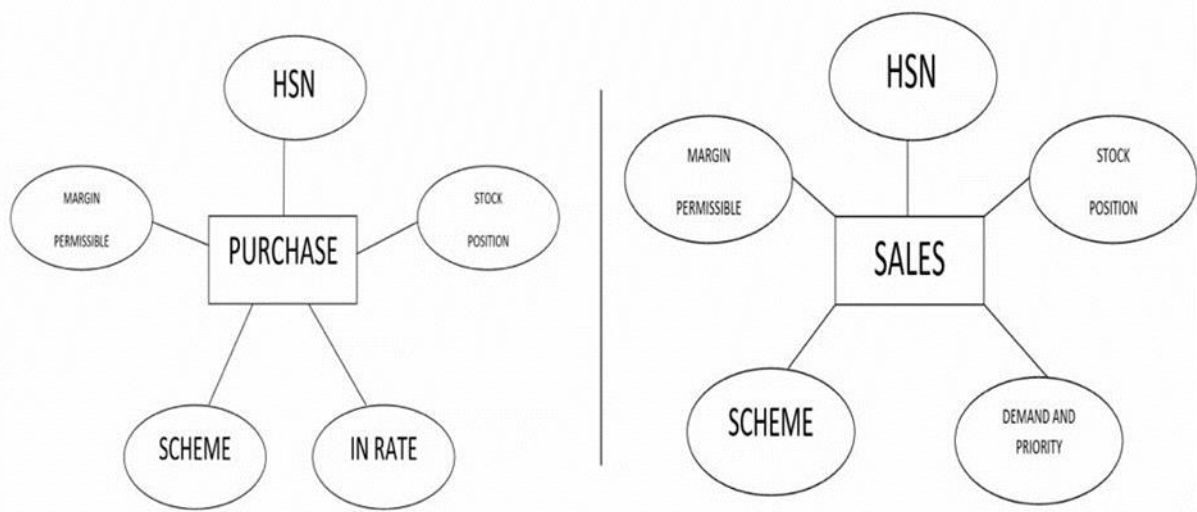 HSN
MARGIN
PERMISSIBLE
STOCK
POSITION
PURCHASE
SCHEME
IN RATE
HSN
MARGIN
PERMISSIBLE
STOCK
POSITION
SALES
SCHEME
DEMAND AND
PRIORITY